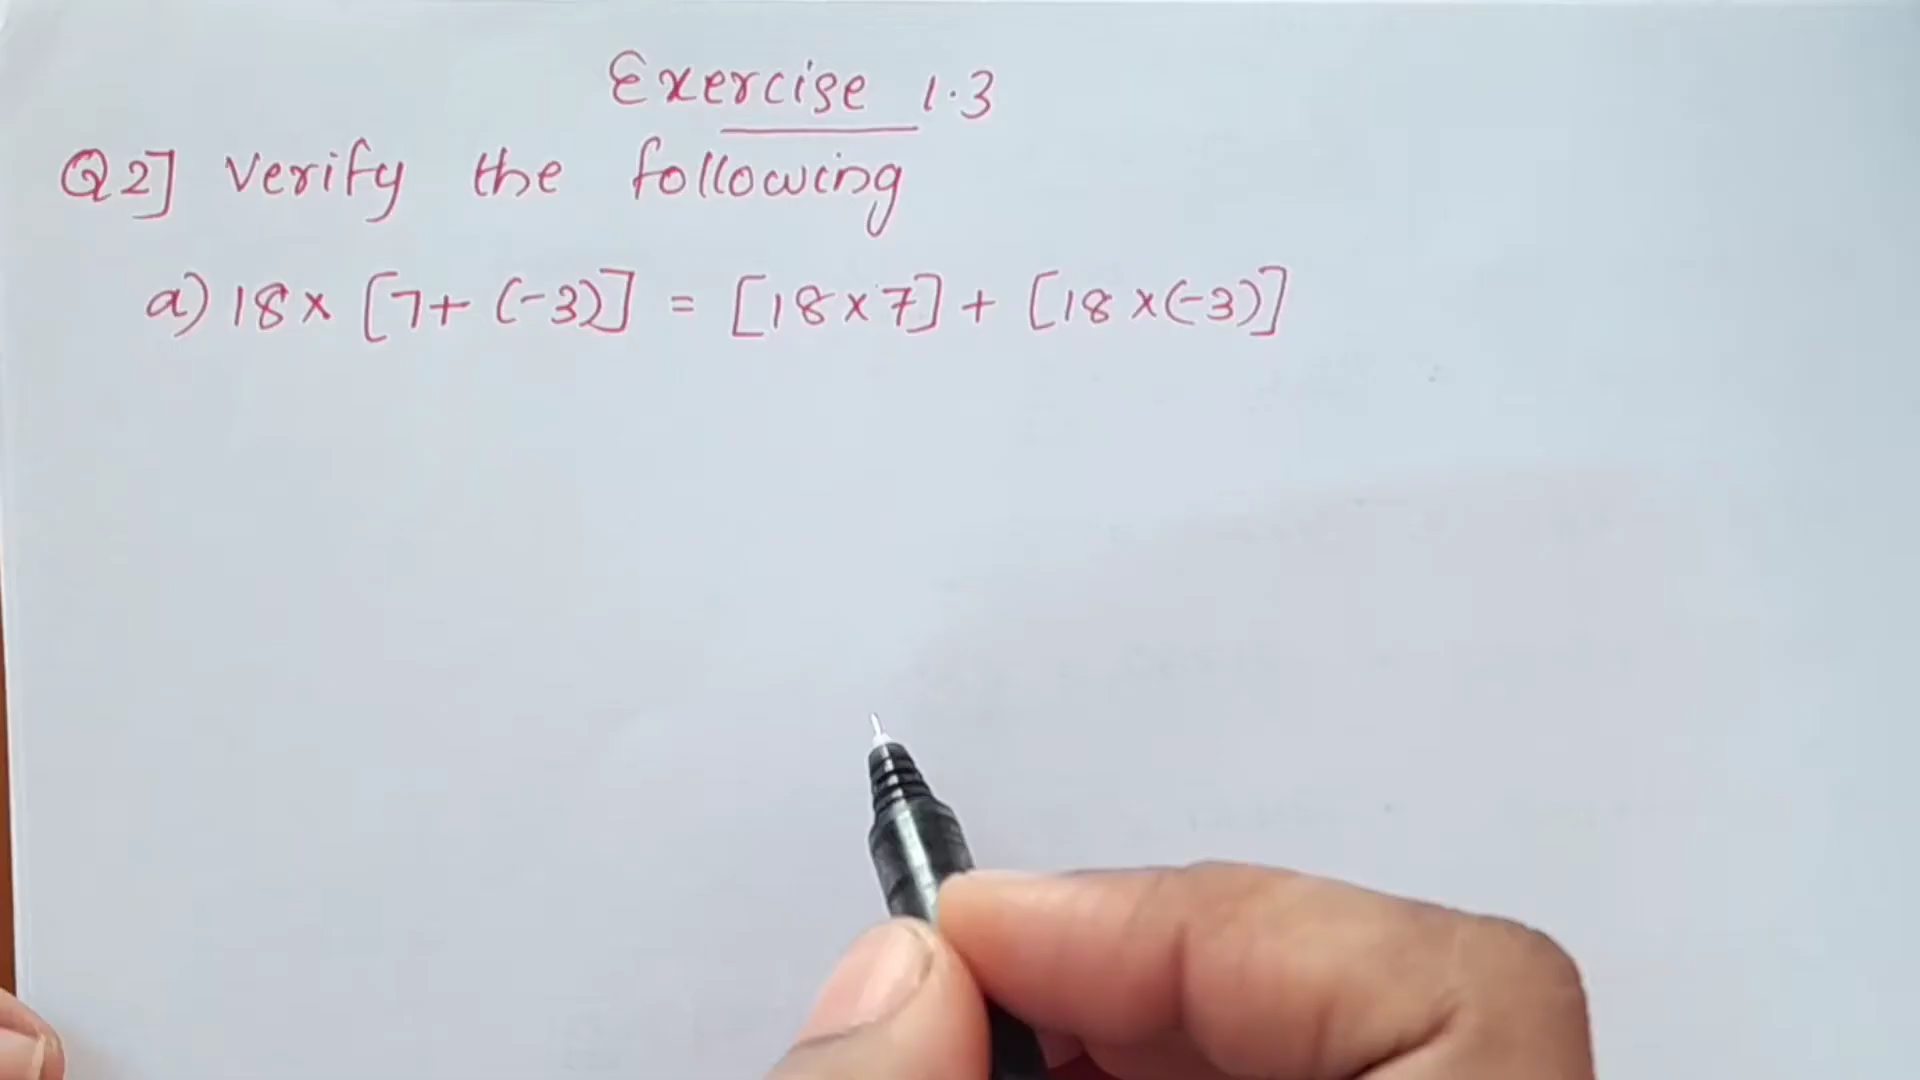 Exercise 1.3
Q2] Verify the following
a) 18 × [7+ (-3)] = [18 × 7] + [18 × (-3)]